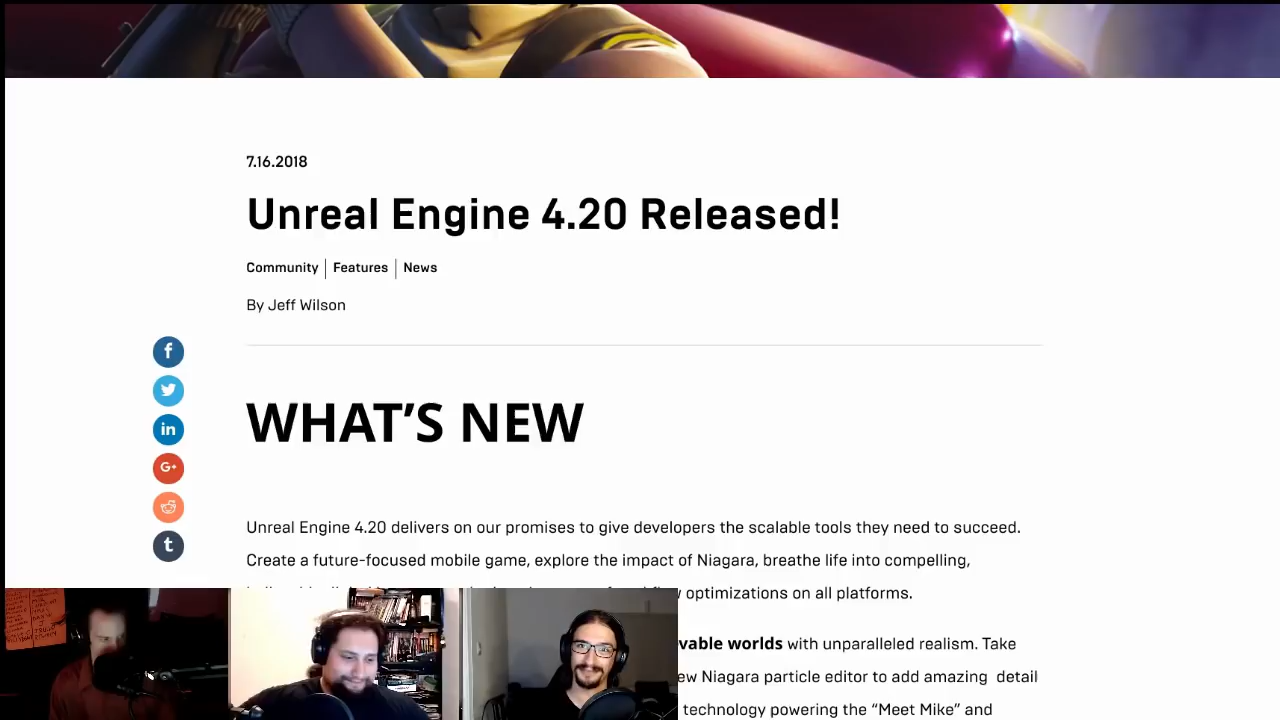 7.16.2018
Unreal Engine 4.20 Released!
Community | Features | News
By Jeff Wilson
f
in
G+
t
WHAT'S NEW
Unreal Engine 4.20 delivers on our promises to give developers the scalable tools they need to succeed.
Create a future-focused mobile game, explore the impact of Niagara, breathe life into compelling,
optimizations on all platforms.
vable worlds with unparalleled realism. Take
ew Niagara particle editor to add amazing detail
technology powering the “Meet Mike” and